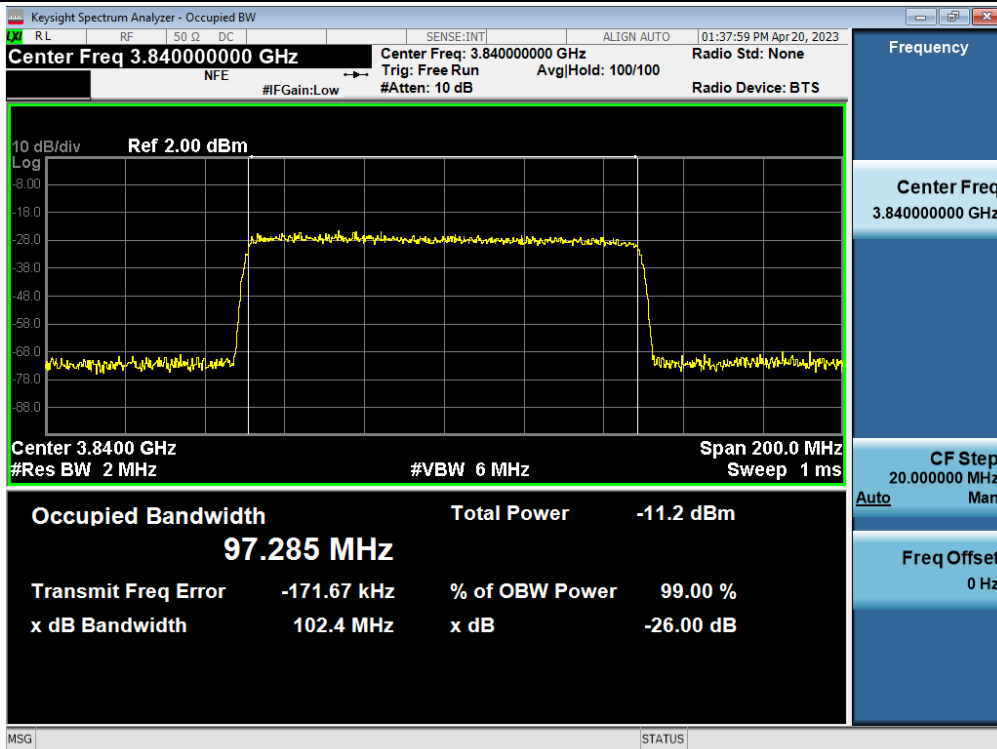 Keysight Spectrum Analyzer - Occupied BW
LXI RL RF 50 Ω DC SENSE:INT ALIGN AUTO 01:37:59 PM Apr 20, 2023
Center Freq 3.840000000 GHz
NFE
#IFGain:Low
Center Freq: 3.840000000 GHz
Trig: Free Run Avg|Hold: 100/100
#Atten: 10 dB
Radio Std: None
Radio Device: BTS
10 dB/div Ref 2.00 dBm
Log
-8.00
-18.0
-28.0
-38.0
-48.0
-58.0
-68.0
-78.0
-88.0
Center 3.8400 GHz Span 200.0 MHz
#Res BW 2 MHz #VBW 6 MHz Sweep 1 ms
Occupied Bandwidth Total Power -11.2 dBm
97.285 MHz
Transmit Freq Error -171.67 kHz % of OBW Power 99.00 %
x dB Bandwidth 102.4 MHz x dB -26.00 dB
Frequency
Center Freq
3.840000000 GHz
CF Step
20.000000 MHz
Auto Man
Freq Offset
0 Hz
MSG STATUS